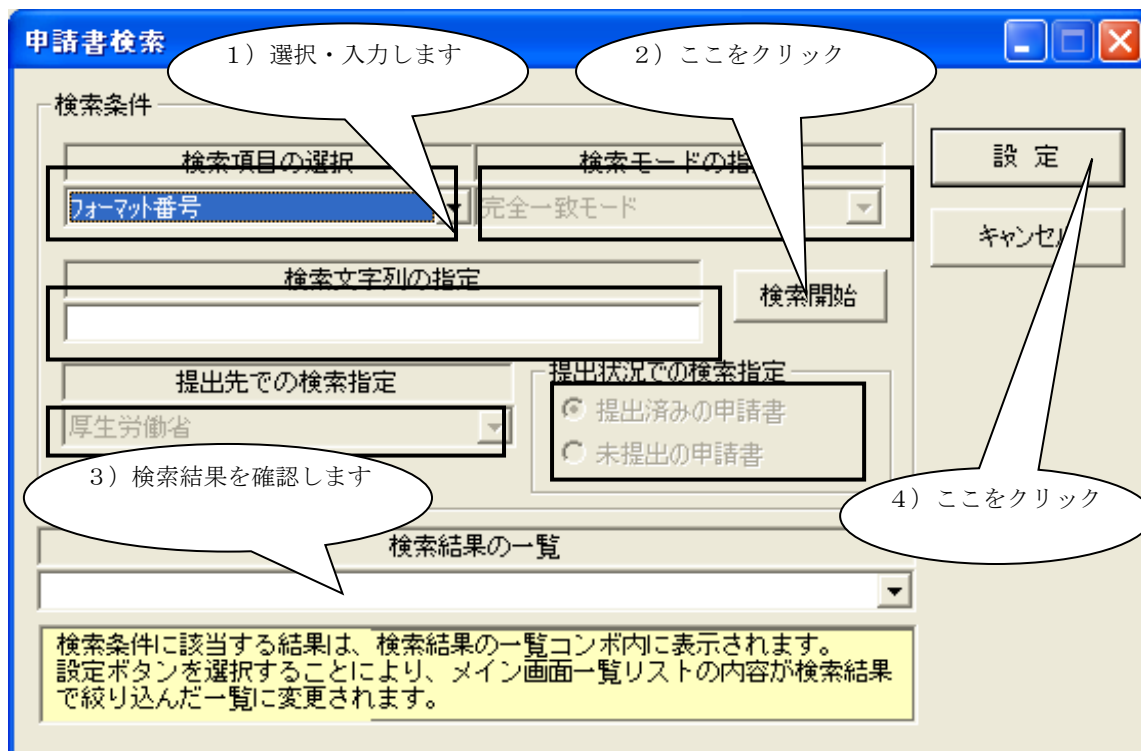 申請書検索
1）選択・入力します
2）ここをクリック
検索条件
検索項目の選択
検索モードの指
設 定
フォーマット番号
完全一致モード
キャンセル
検索文字列の指定
検索開始
提出先での検索指定
提出状況での検索指定
厚生労働省
提出済みの申請書
未提出の申請書
3）検索結果を確認します
4）ここをクリック
検索結果の一覧
検索条件に該当する結果は、検索結果の一覧コンボ内に表示されます。
設定ボタンを選択することにより、メイン画面一覧リストの内容が検索結果
で絞り込んだ一覧に変更されます。